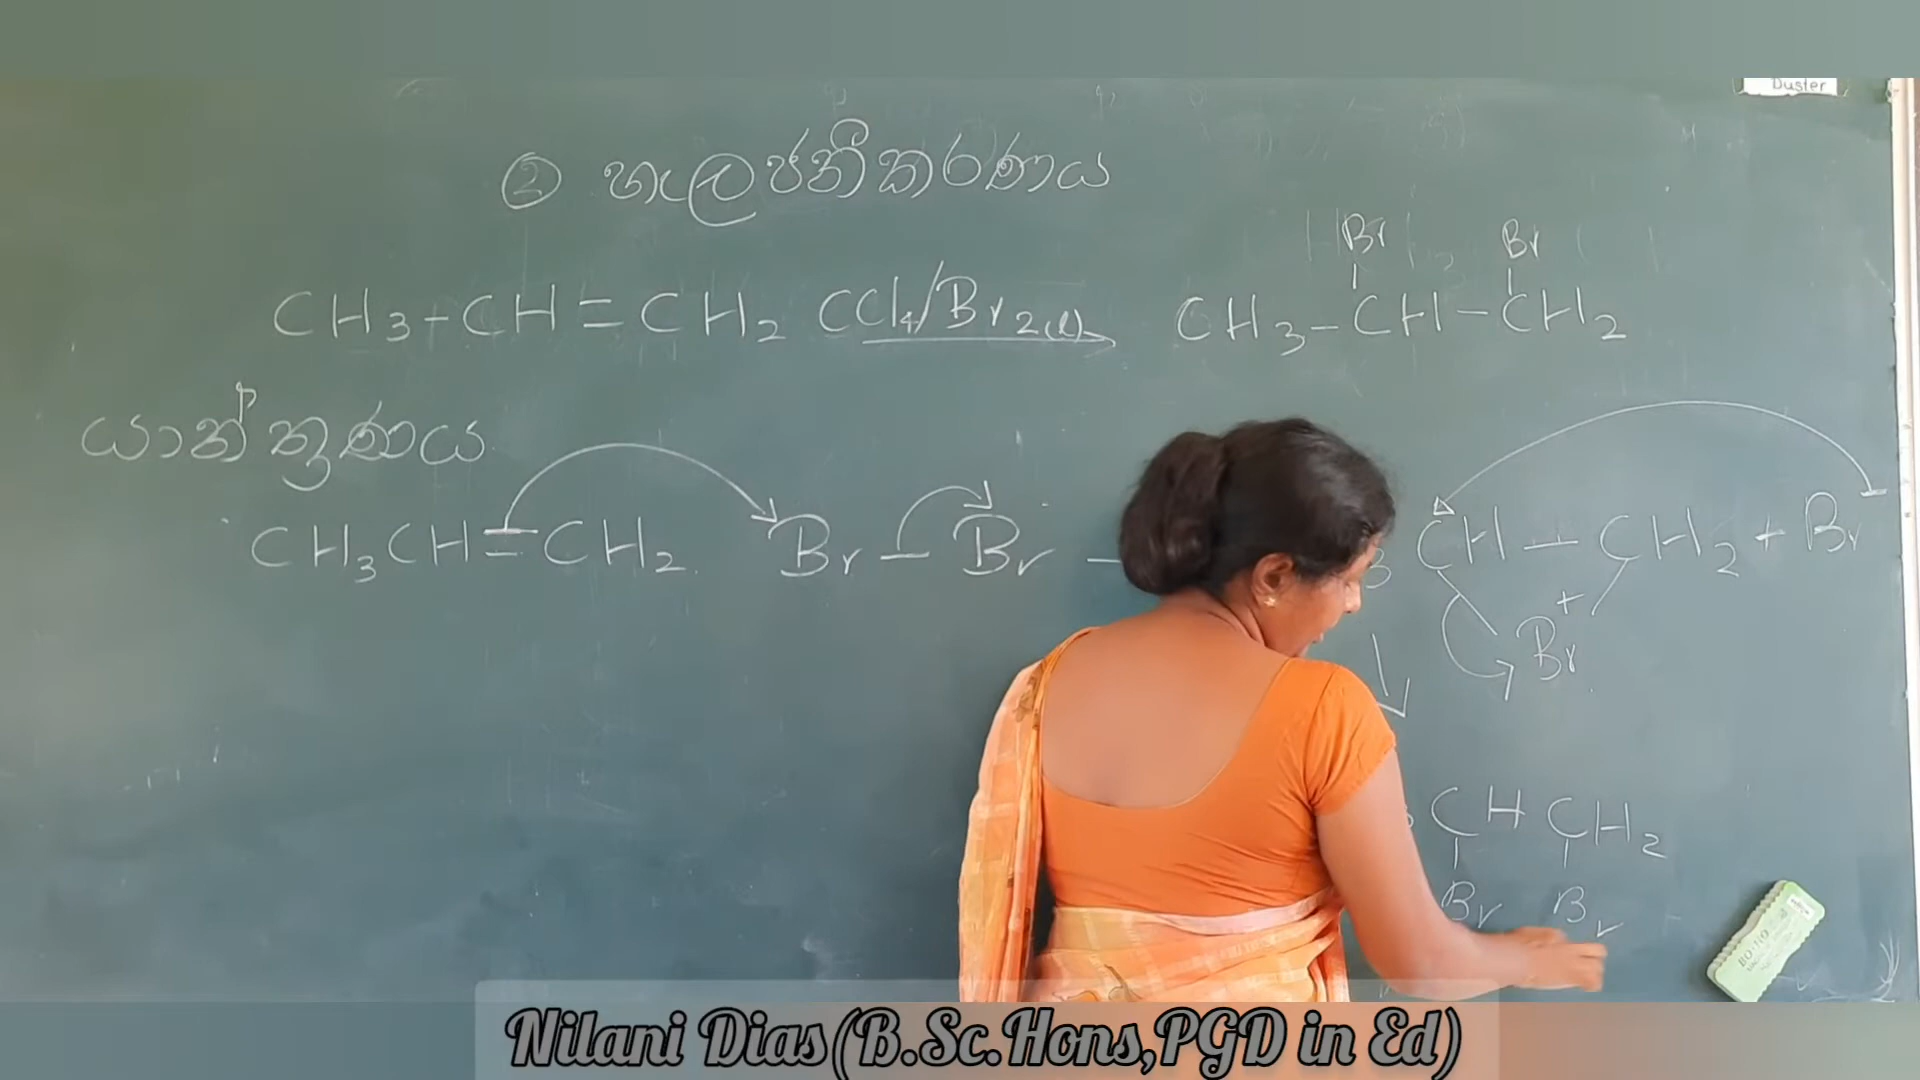 Duster
② හැලජනීකරණය
Br Br
CH3-CH=CH2 CCl4/Br2(l) CH3-CH-CH2
යාන්ත්‍රණය
CH3CH=CH2 Br-Br 3 CH-CH2 + Br-
+
Br
CH CH2
Br Br
Nilani Dias(B.Sc.Hons,PGD in Ed)